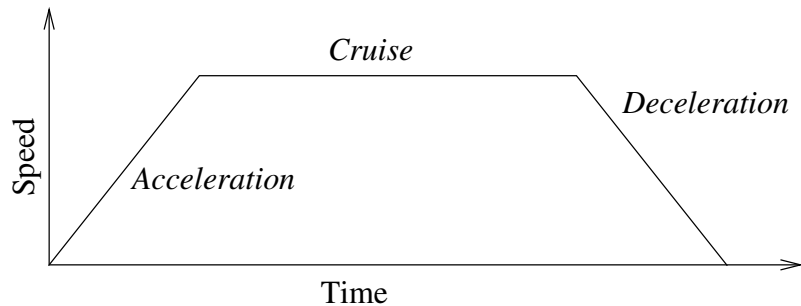 Cruise
Deceleration
Speed
Acceleration
Time